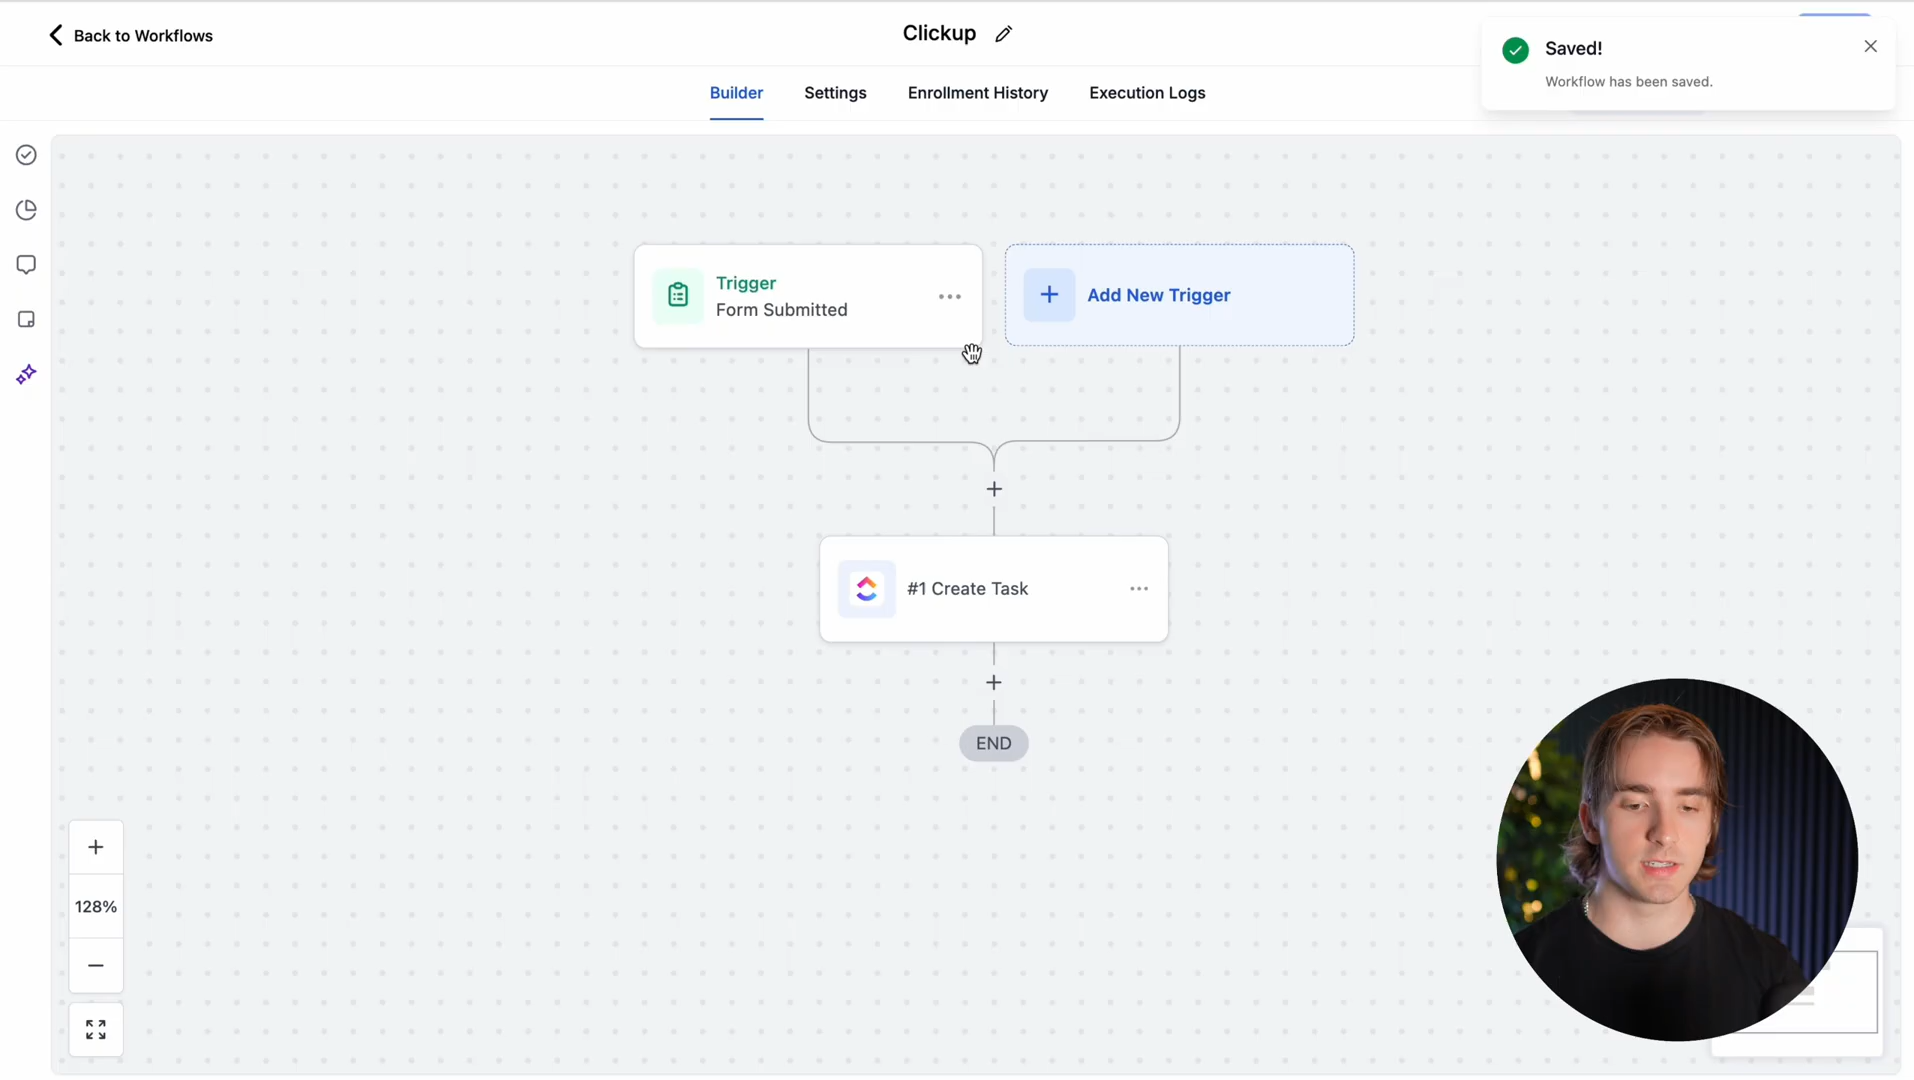 Back to Workflows
Clickup
Saved!
Workflow has been saved.
Builder
Settings
Enrollment History
Execution Logs
Trigger
Form Submitted
Add New Trigger
#1 Create Task
END
128%